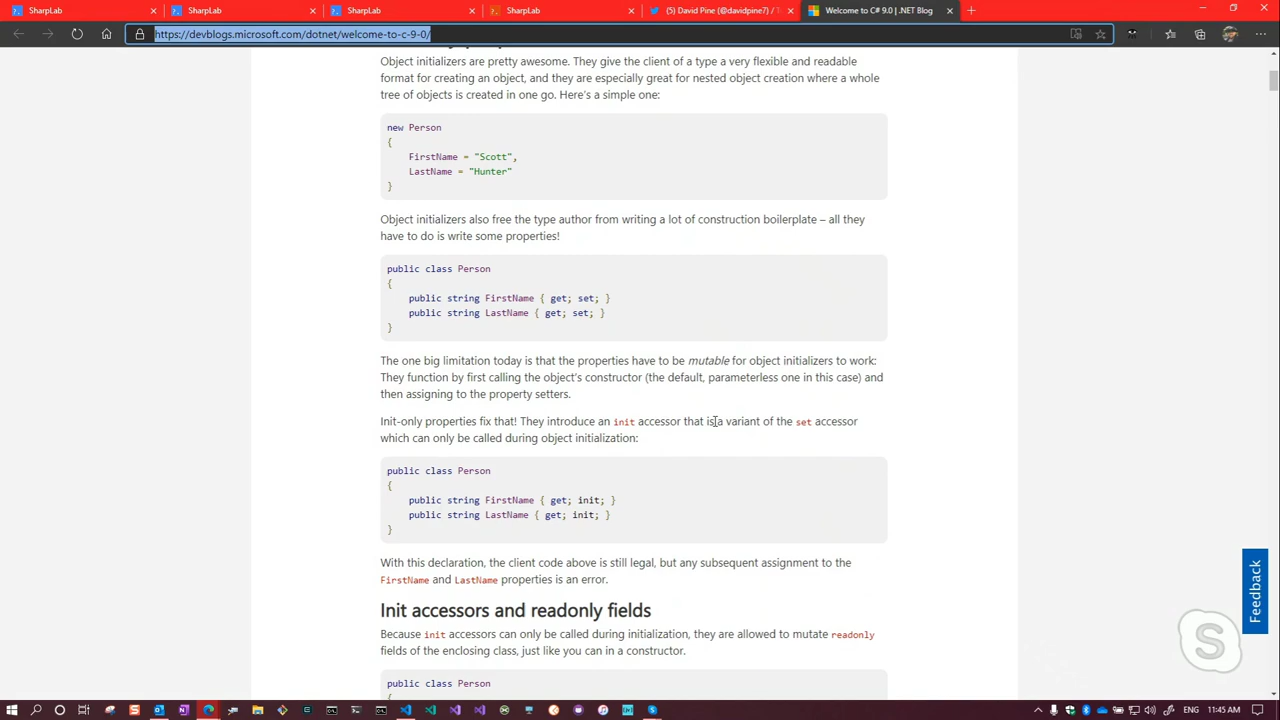 SharpLab
SharpLab
SharpLab
SharpLab
(5) David Pine (@davidpine7) / T
Welcome to C# 9.0 | .NET Blog
https://devblogs.microsoft.com/dotnet/welcome-to-c-9-0/
Object initializers are pretty awesome. They give the client of a type a very flexible and readable
format for creating an object, and they are especially great for nested object creation where a whole
tree of objects is created in one go. Here's a simple one:
new Person
{
FirstName = "Scott",
LastName = "Hunter"
}
Object initializers also free the type author from writing a lot of construction boilerplate – all they
have to do is write some properties!
public class Person
{
public string FirstName { get; set; }
public string LastName { get; set; }
}
The one big limitation today is that the properties have to be mutable for object initializers to work:
They function by first calling the object's constructor (the default, parameterless one in this case) and
then assigning to the property setters.
Init-only properties fix that! They introduce an init accessor that is a variant of the set accessor
which can only be called during object initialization:
public class Person
{
public string FirstName { get; init; }
public string LastName { get; init; }
}
With this declaration, the client code above is still legal, but any subsequent assignment to the
FirstName and LastName properties is an error.
Init accessors and readonly fields
Because init accessors can only be called during initialization, they are allowed to mutate readonly
fields of the enclosing class, just like you can in a constructor.
public class Person
{
Feedback
11:45 AM